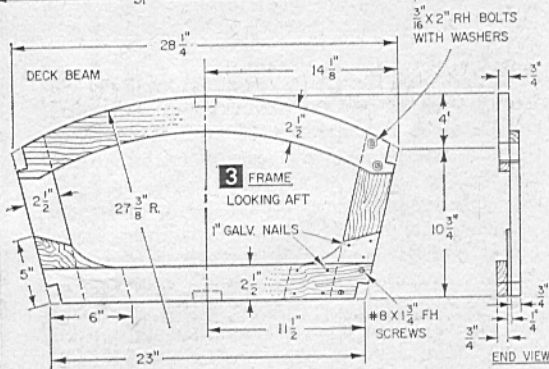 3/16" X 2" RH BOLTS
WITH WASHERS
28 1/4"
3/4"
DECK BEAM
14 1/8"
4'
2 1/2"
3 FRAME
LOOKING AFT
2 1/2"
27 3/8" R.
10 3/4"
1" GALV. NAILS
5"
2 1/2"
6"
11 1/2"
#8 X 1 3/4" FH
SCREWS
3/4"
1/4"
3/4"
23"
END VIEW